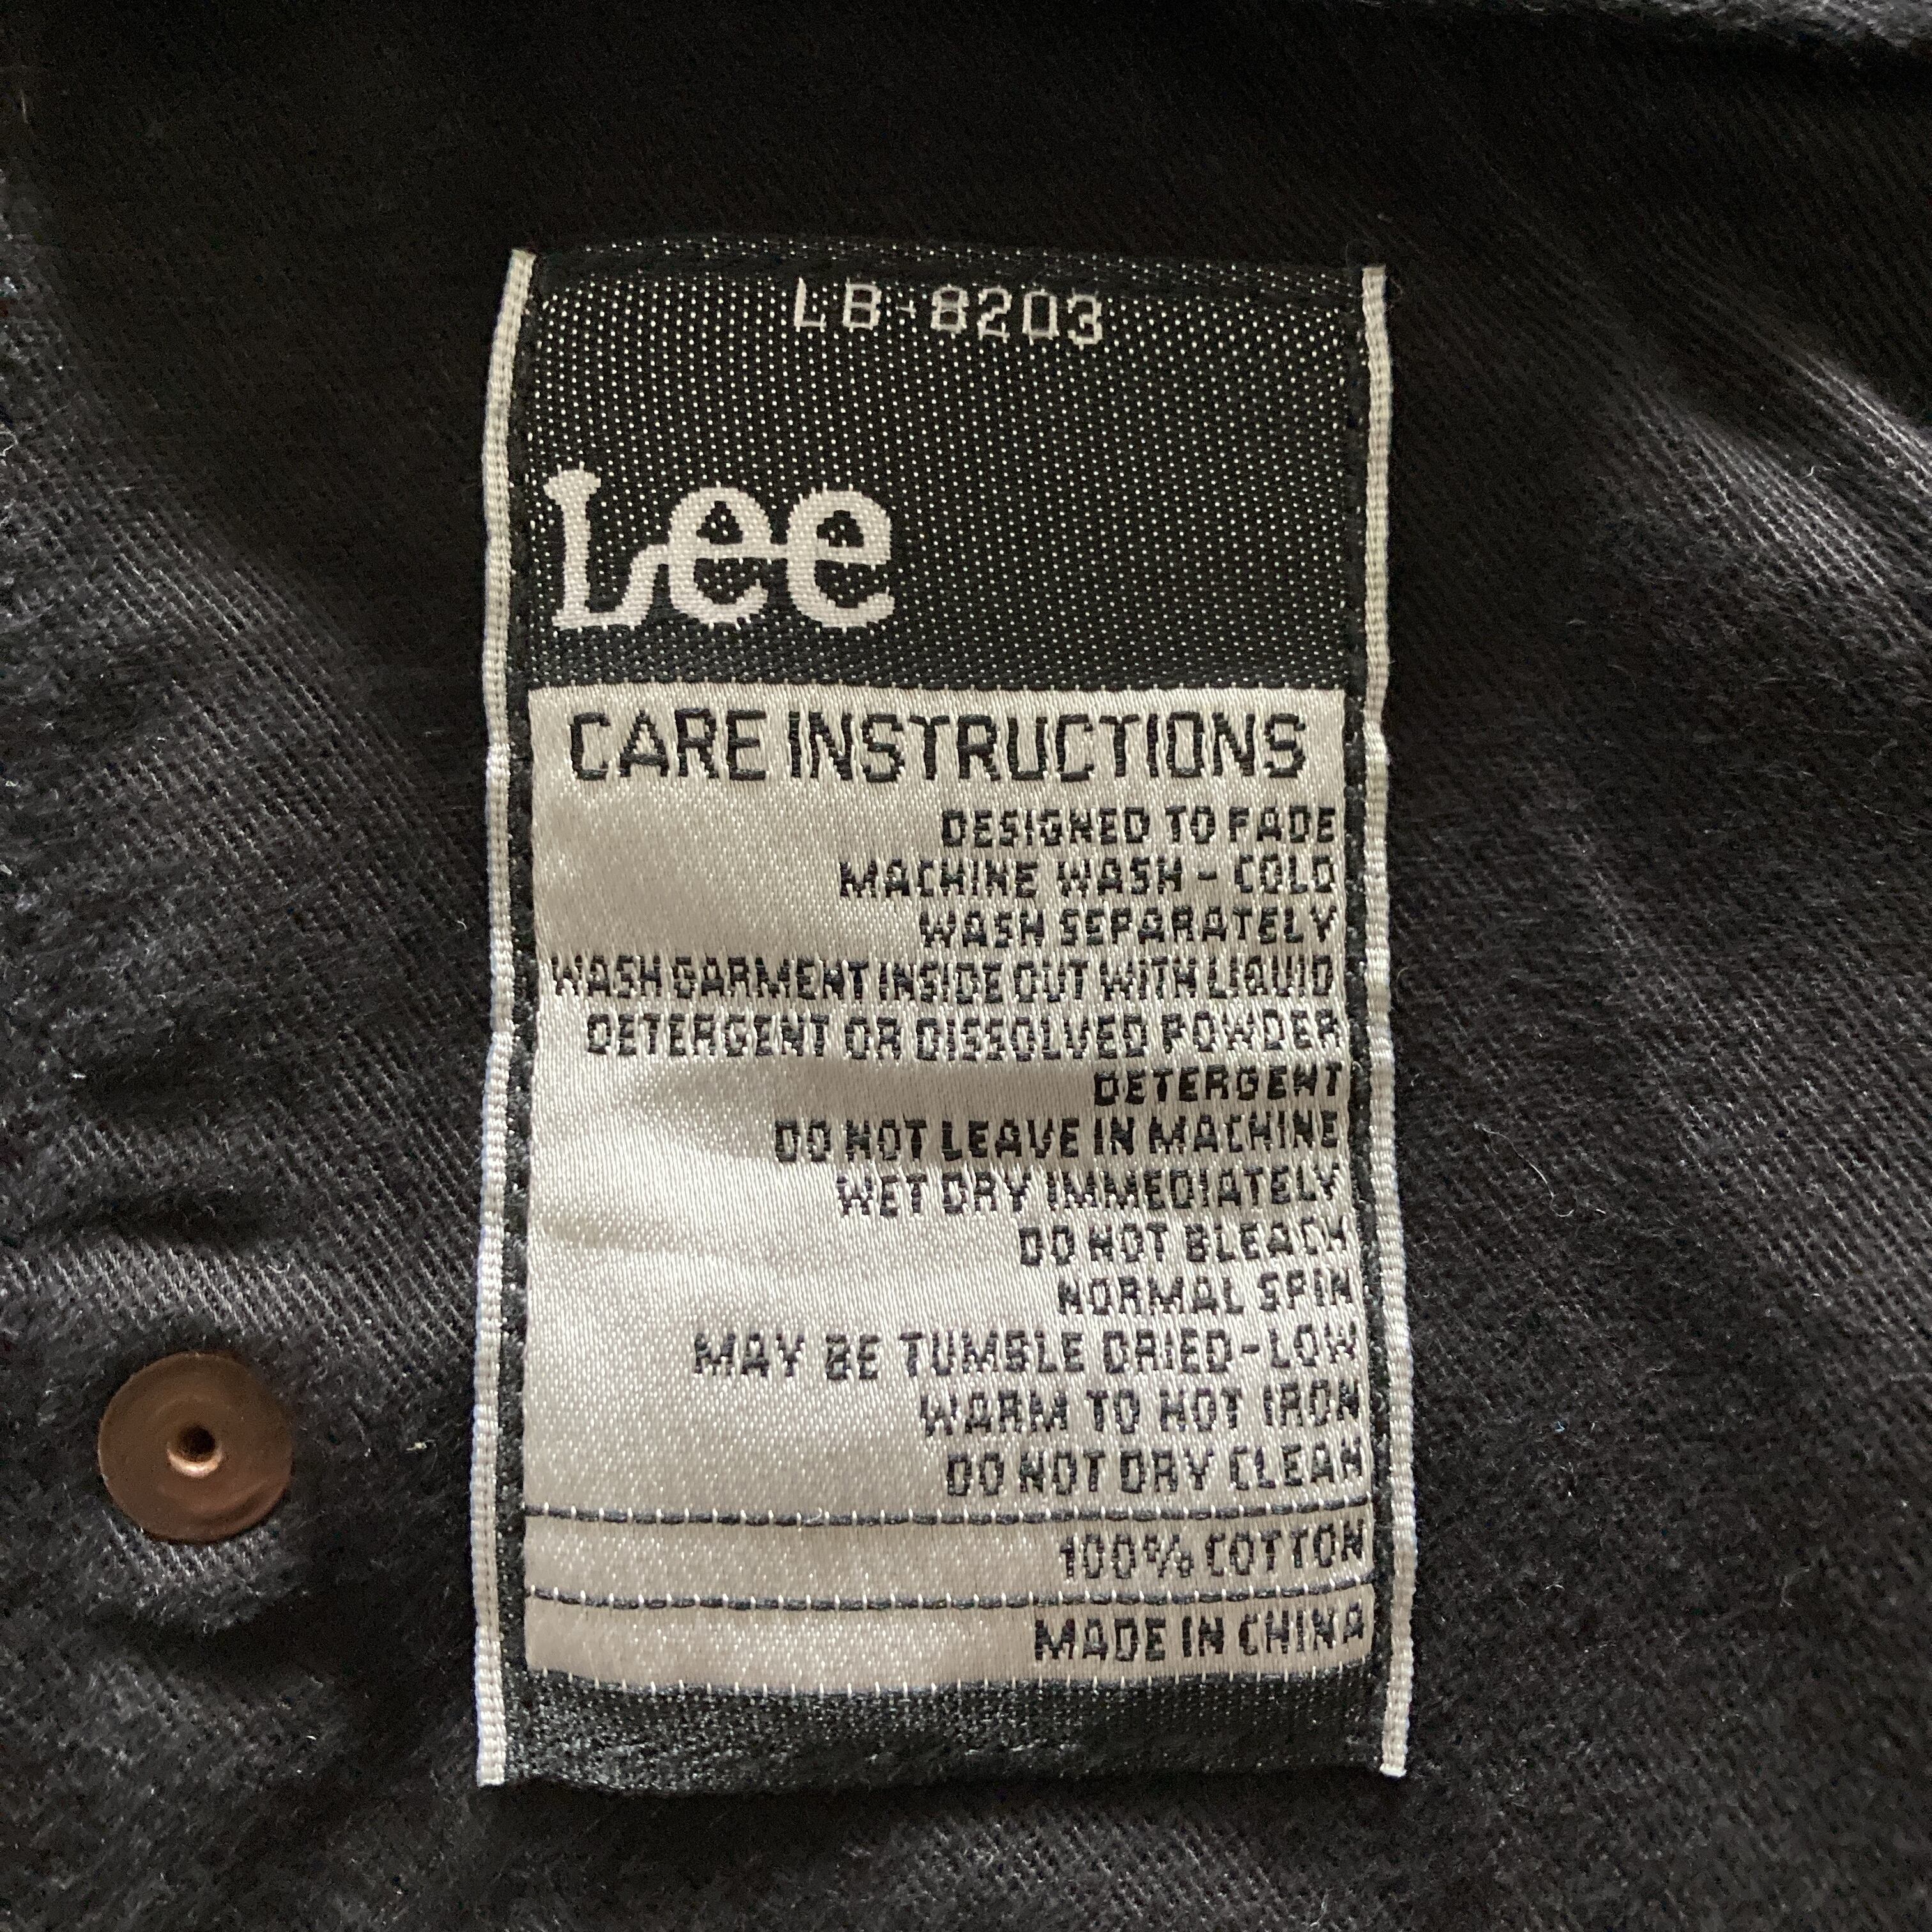 LB-8203
Lee
CARE INSTRUCTIONS
DESIGNED TO FADE
MACHINE WASH - COLD
WASH SEPARATELY
WASH GARMENT INSIDE OUT WITH LIQUID
DETERGENT OR DISSOLVED POWDER
DETERGENT
DO NOT LEAVE IN MACHINE
WET DRY IMMEDIATELY
DO NOT BLEACH
NORMAL SPIN
MAY BE TUMBLE DRIED-LOW
WARM TO HOT IRON
DO NOT DRY CLEAN
100% COTTON
MADE IN CHINA